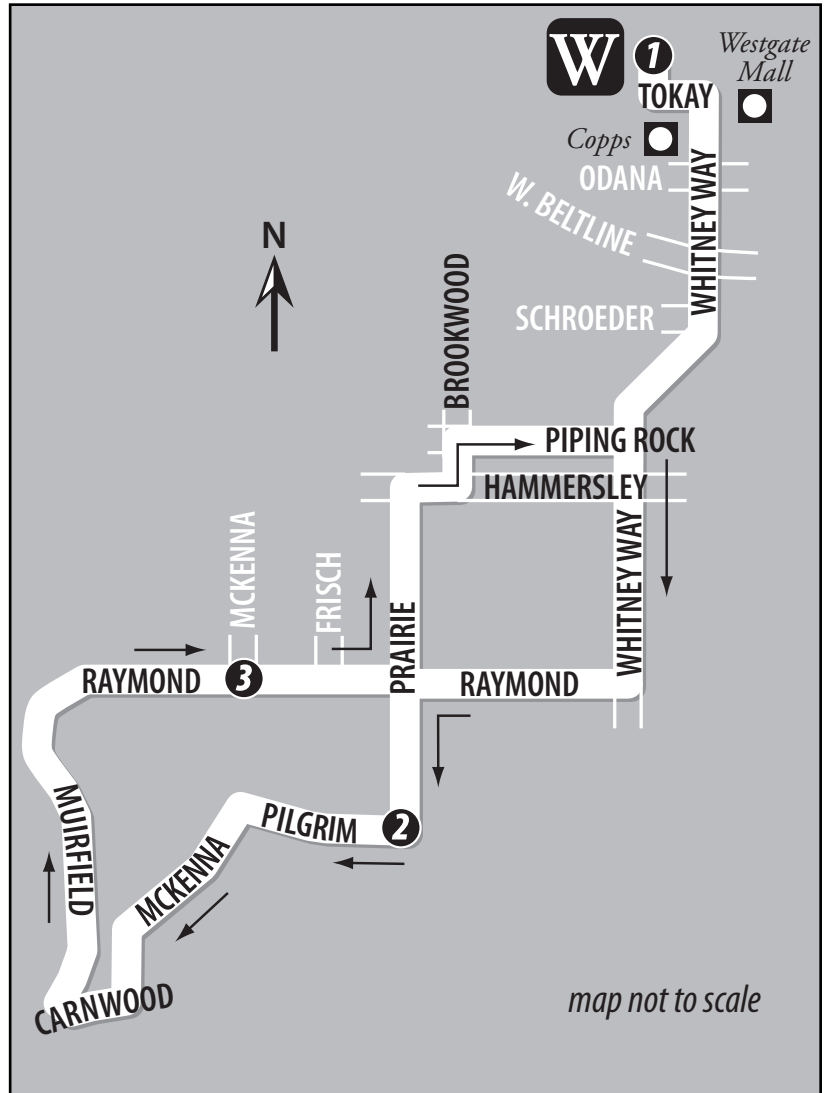 W
1
Westgate
Mall
TOKAY
Copps
ODANA
WHITNEY WAY
W. BELTLINE
N
SCHROEDER
BROOKWOOD
PIPING ROCK
HAMMERSLEY
MCKENNA
FRISCH
PRAIRIE
WHITNEY WAY
RAYMOND
3
RAYMOND
MUIRFIELD
PILGRIM
2
MCKENNA
CARNWOOD
map not to scale